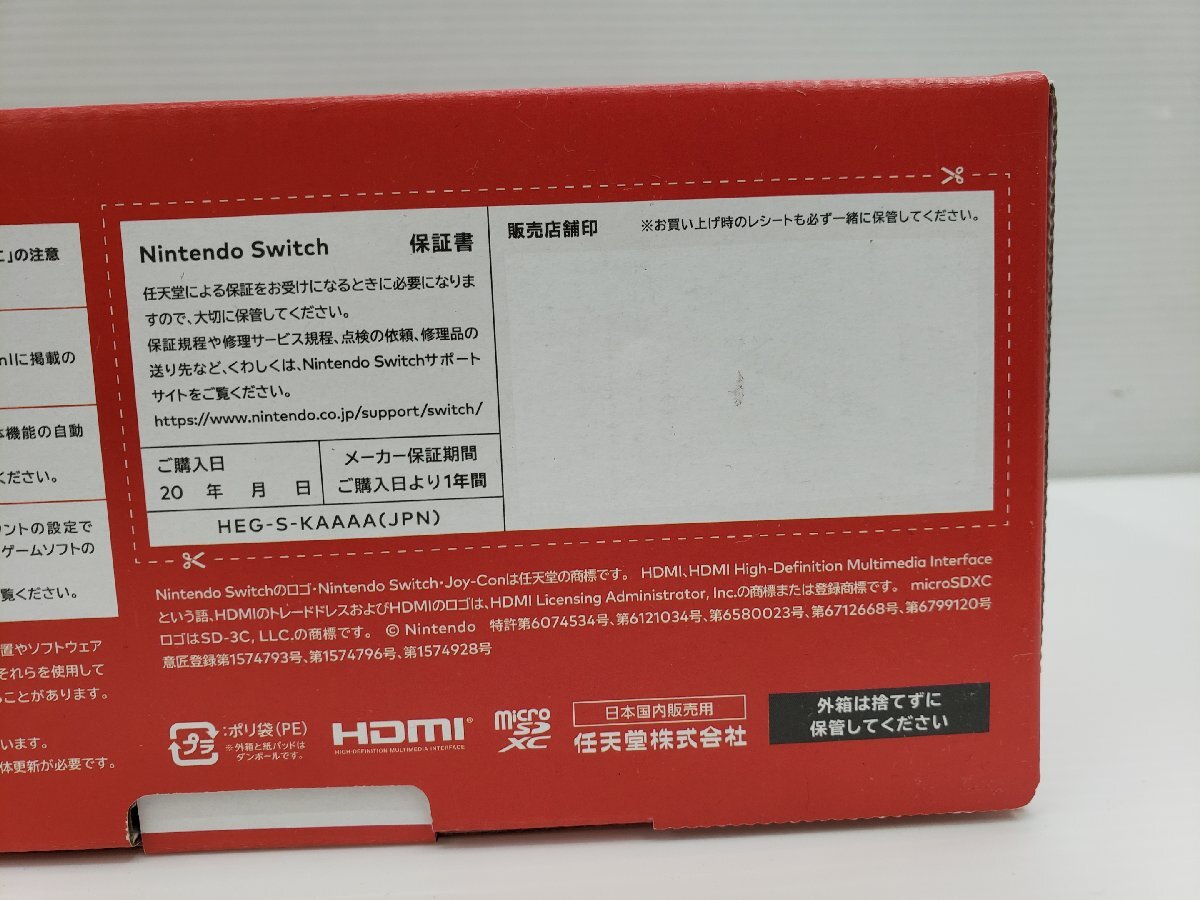 」の注意
nlに掲載の
機能の自動
ください。
ウントの設定で
ゲームソフトの
覧ください。
置やソフトウェア
それらを使用して
ることがあります。
います。
体更新が必要です。
Nintendo Switch 保証書
任天堂による保証をお受けになるときに必要になりま
すので、大切に保管してください。
保証規程や修理サービス規程、点検の依頼、修理品の
送り先など、くわしくは、Nintendo Switchサポート
サイトをご覧ください。
https://www.nintendo.co.jp/support/switch/
ご購入日
20 年 月 日
メーカー保証期間
ご購入日より1年間
HEG-S-KAAAA(JPN)
販売店舗印 ※お買い上げ時のレシートも必ず一緒に保管してください。
Nintendo Switchのロゴ・Nintendo Switch・Joy-Conは任天堂の商標です。 HDMI、HDMI High-Definition Multimedia Interface
という語、HDMIのトレードドレスおよびHDMIのロゴは、HDMI Licensing Administrator, Inc.の商標または登録商標です。 microSDXC
ロゴはSD-3C, LLC.の商標です。 © Nintendo 特許第6074534号、第6121034号、第6580023号、第6712668号、第6799120号
意匠登録第1574793号、第1574796号、第1574928号
プラ
:ポリ袋(PE)
※外箱と紙パッドは
ダンボールです。
HDMI®
HIGH-DEFINITION MULTIMEDIA INTERFACE
micro
SD
XC
日本国内販売用
任天堂株式会社
外箱は捨てずに
保管してください